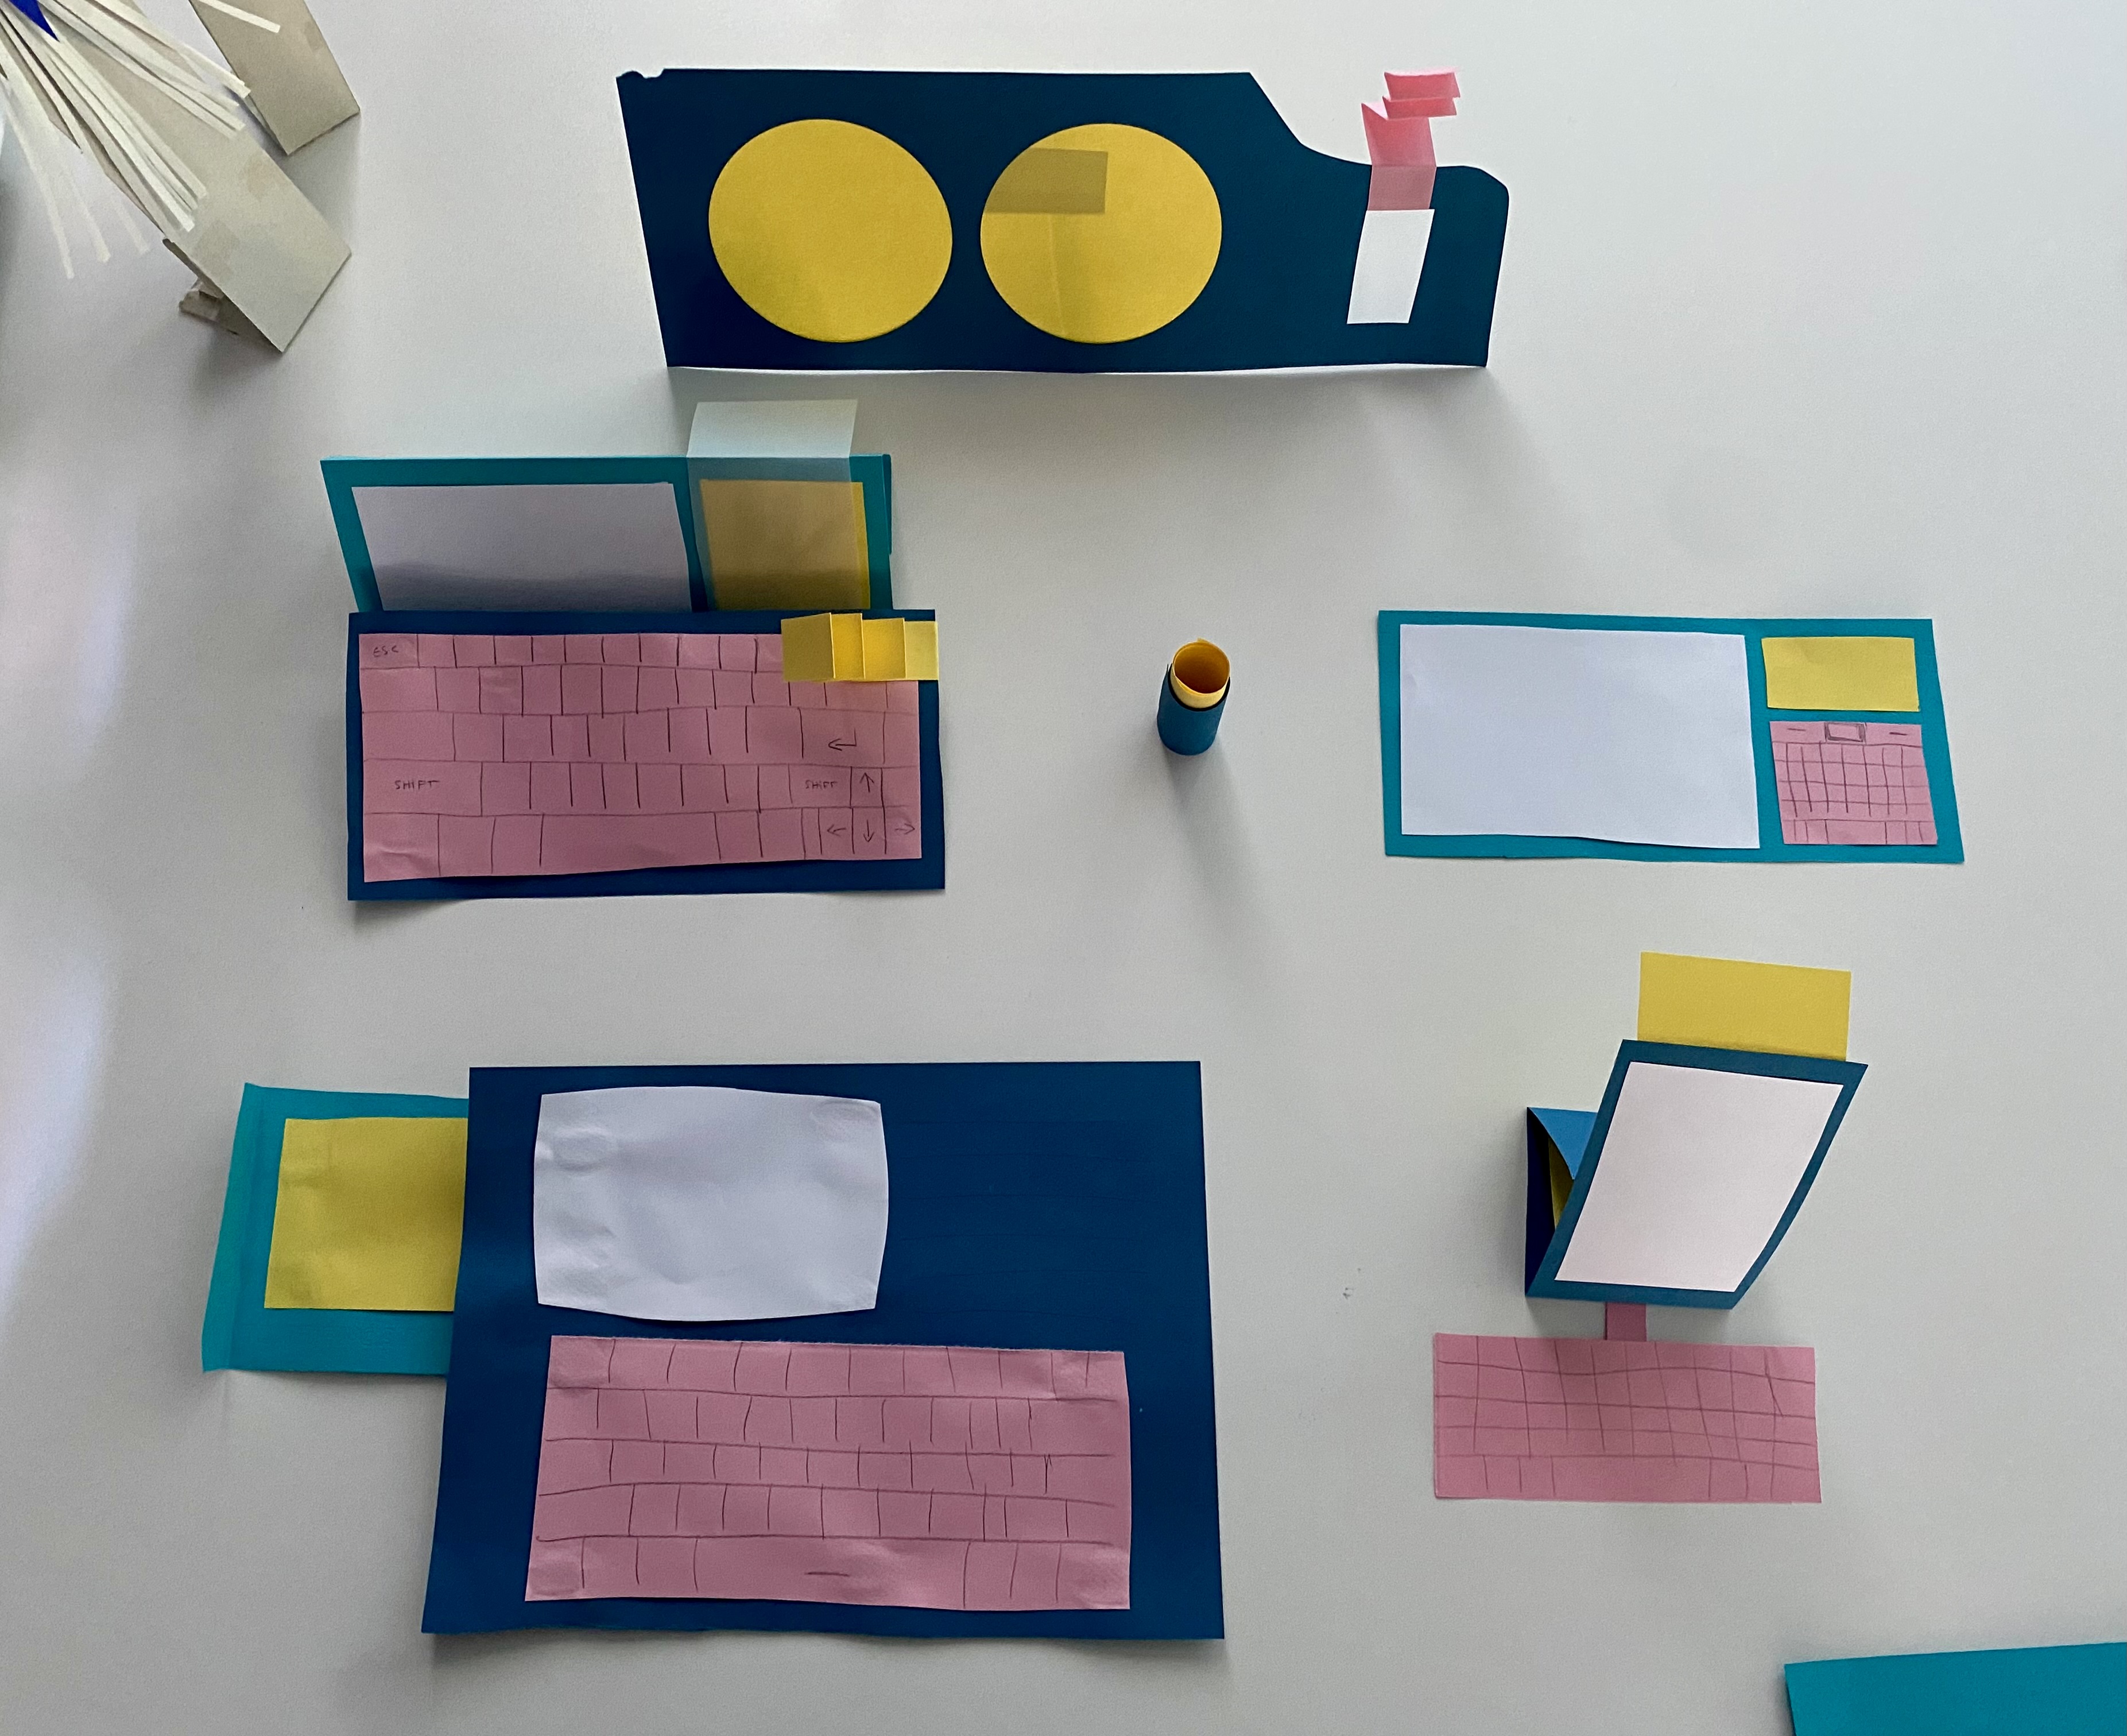 ESC
←
SHIFT SHIFT ↑
← ↓ →